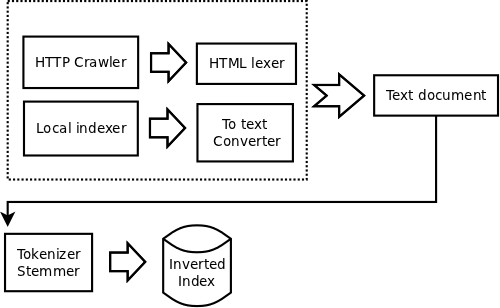 HTTP Crawler
HTML lexer
Local indexer
To text
Converter
Text document
Tokenizer
Stemmer
Inverted
Index